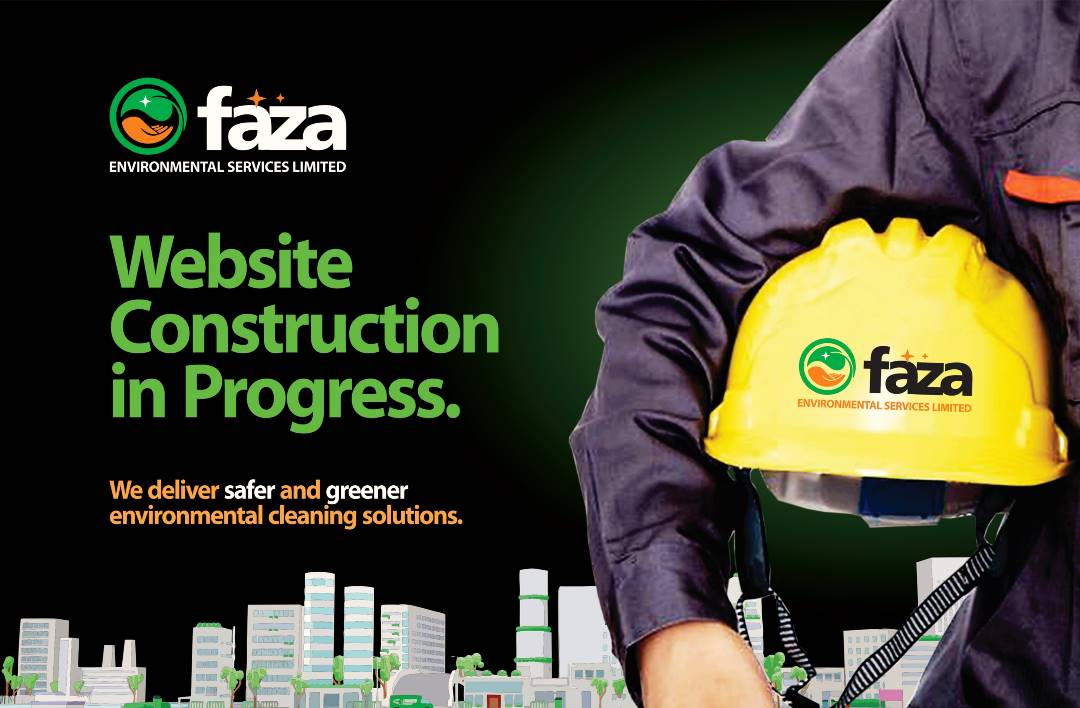 faza
ENVIRONMENTAL SERVICES LIMITED
Website
Construction
in Progress.
We deliver safer and greener
environmental cleaning solutions.
faza
ENVIRONMENTAL SERVICES LIMITED